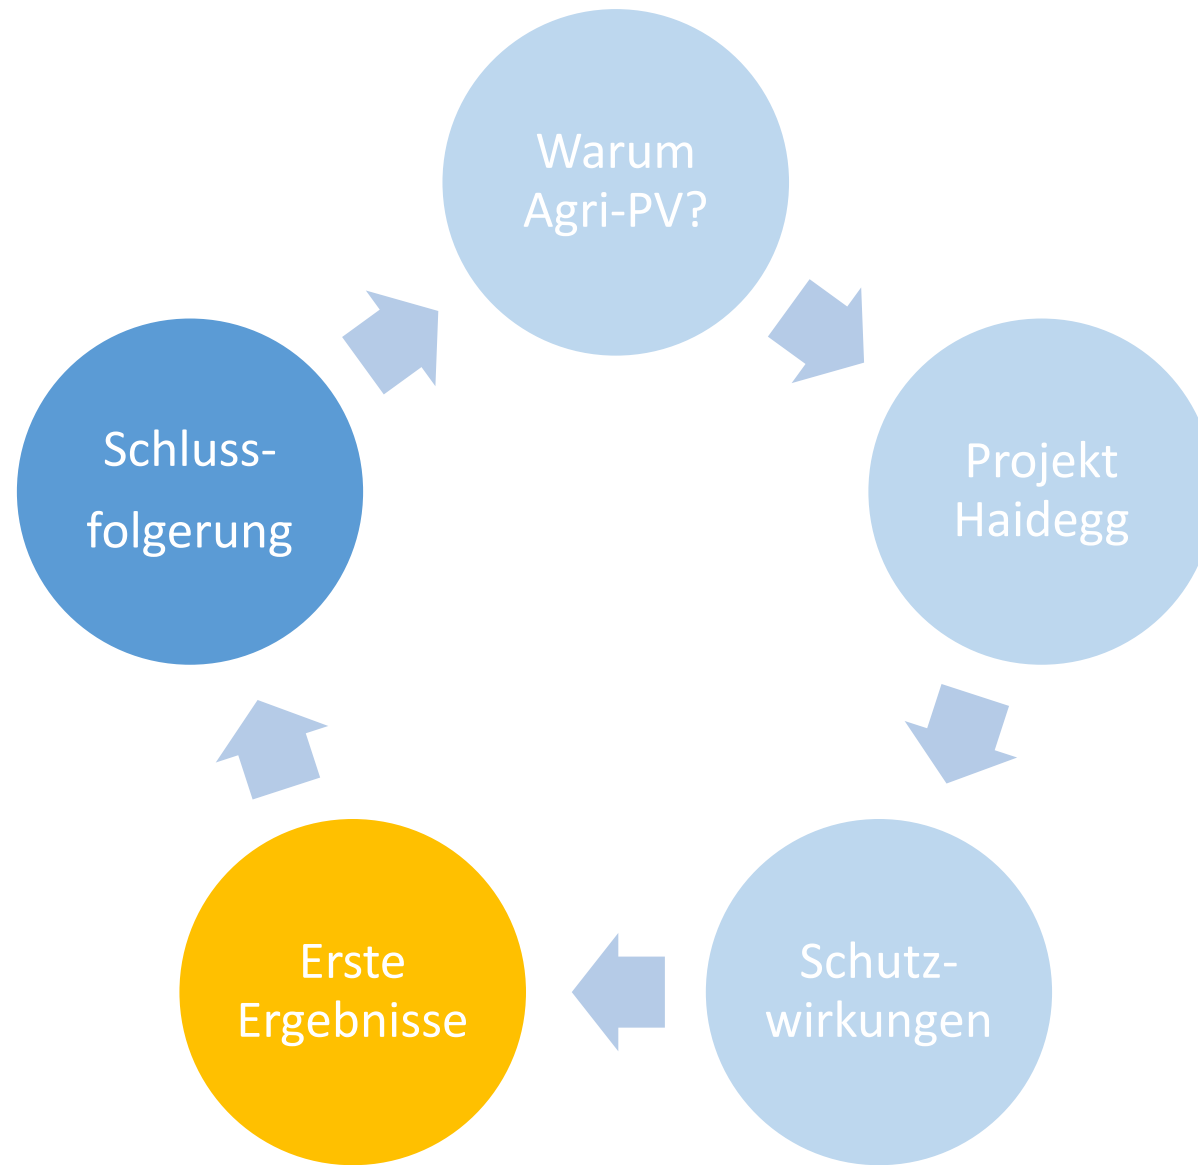 Warum
Agri-PV?
Projekt
Haidegg
Schutz-
wirkungen
Erste
Ergebnisse
Schluss-
folgerung